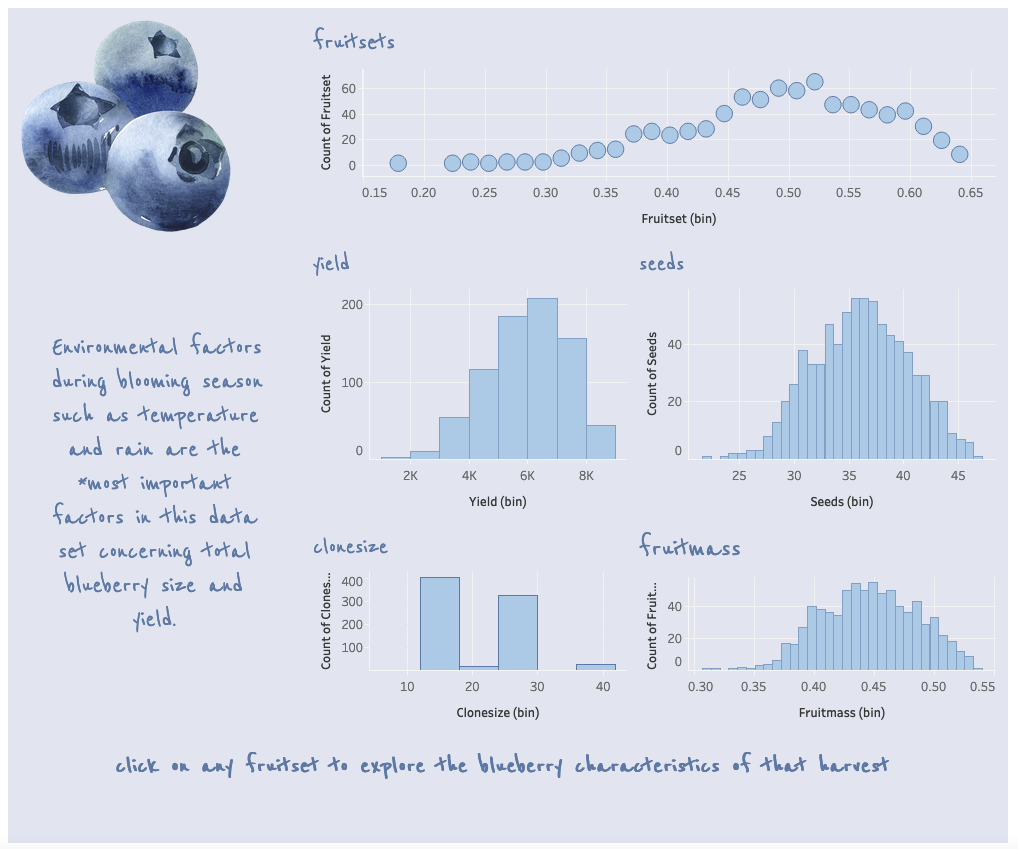 fruitsets
Count of Fruitset
60
40
20
0
0.15 0.20 0.25 0.30 0.35 0.40 0.45 0.50 0.55 0.60 0.65
Fruitset (bin)
yield
Count of Yield
200
100
0
2K 4K 6K 8K
Yield (bin)
seeds
Count of Seeds
40
20
0
25 30 35 40 45
Seeds (bin)
Environmental factors
during blooming season
such as temperature
and rain are the
*most important
factors in this data
set concerning total
blueberry size and
yield.
clonesize
Count of Clones...
400
300
200
100
10 20 30 40
Clonesize (bin)
fruitmass
Count of Fruit...
40
20
0
0.30 0.35 0.40 0.45 0.50 0.55
Fruitmass (bin)
click on any fruitset to explore the blueberry characteristics of that harvest